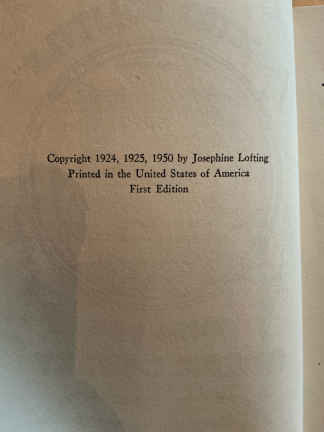 Copyright 1924, 1925, 1950 by Josephine Lofting
Printed in the United States of America
First Edition